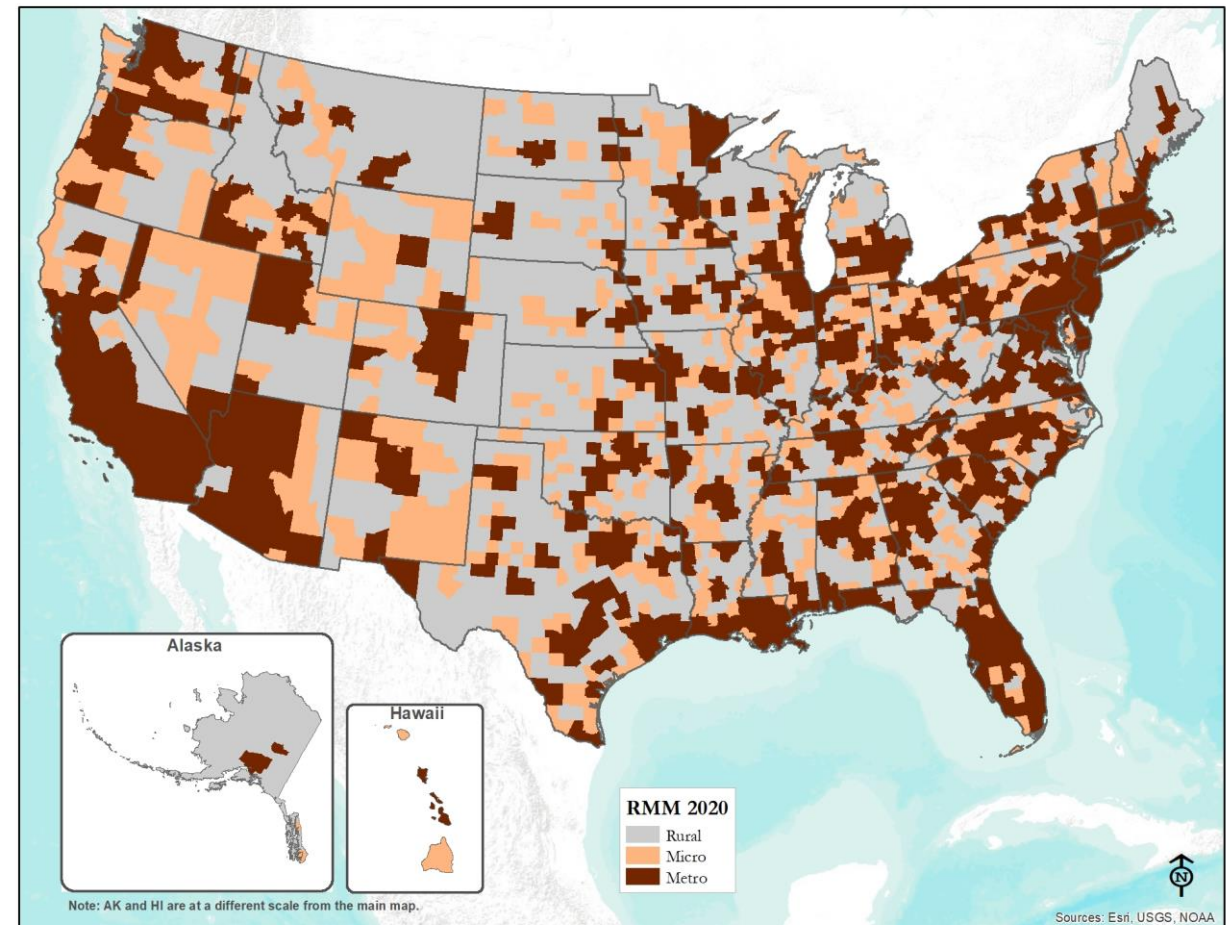 Alaska
Hawaii
RMM 2020
Rural
Micro
Metro
N
Note: AK and HI are at a different scale from the main map.
Sources: Esri, USGS, NOAA